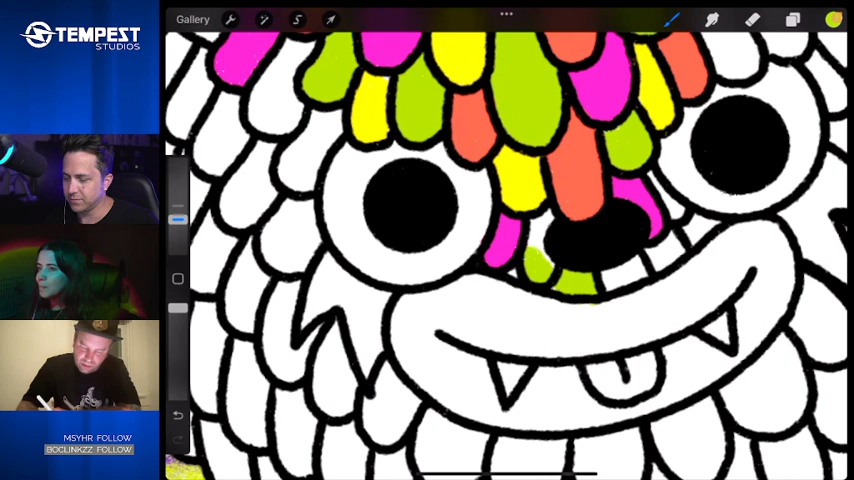 TEMPEST
STUDIOS
Gallery
MSYHR FOLLOW
BOCLINKZZ FOLLOW